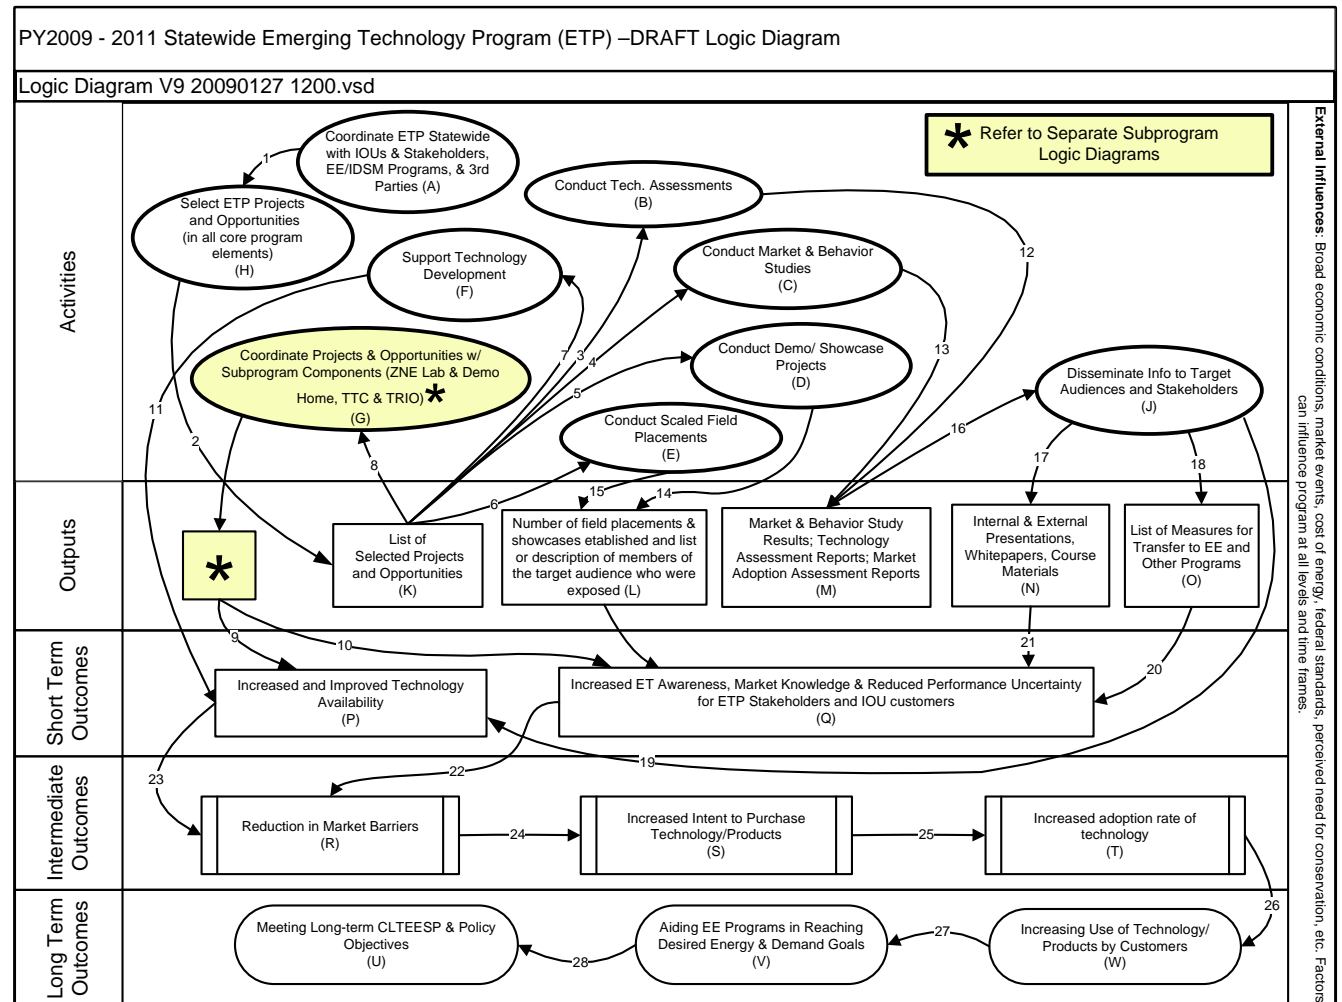 PY2009 - 2011 Statewide Emerging Technology Program (ETP) –DRAFT Logic Diagram
Logic Diagram V9 20090127 1200.vsd
Activities
Coordinate ETP Statewide
with IOUs & Stakeholders,
EE/IDSM Programs, & 3rd
Parties (A)
1
Select ETP Projects
and Opportunities
(in all core program
elements)
(H)
Support Technology
Development
(F)
Conduct Tech. Assessments
(B)
Conduct Market & Behavior
Studies
(C)
* Refer to Separate Subprogram
Logic Diagrams
12
13
Coordinate Projects & Opportunities w/
Subprogram Components (ZNE Lab & Demo
Home, TTC & TRIO) *
(G)
7
3
4
5
Conduct Demo/ Showcase
Projects
(D)
Disseminate Info to Target
Audiences and Stakeholders
(J)
11
2
8
Conduct Scaled Field
Placements
(E)
16
17
18
6
15
14
Outputs
*
List of
Selected Projects
and Opportunities
(K)
Number of field placements &
showcases etablished and list
or description of members of
the target audience who were
exposed (L)
Market & Behavior Study
Results; Technology
Assessment Reports; Market
Adoption Assessment Reports
(M)
Internal & External
Presentations,
Whitepapers, Course
Materials
(N)
List of Measures for
Transfer to EE and
Other Programs
(O)
9
10
21
20
Short Term
Outcomes
Increased and Improved Technology
Availability
(P)
Increased ET Awareness, Market Knowledge & Reduced Performance Uncertainty
for ETP Stakeholders and IOU customers
(Q)
19
22
23
Intermediate
Outcomes
Reduction in Market Barriers
(R)
24
Increased Intent to Purchase
Technology/Products
(S)
25
Increased adoption rate of
technology
(T)
26
Long Term
Outcomes
Meeting Long-term CLTEESP & Policy
Objectives
(U)
28
Aiding EE Programs in Reaching
Desired Energy & Demand Goals
(V)
27
Increasing Use of Technology/
Products by Customers
(W)
External Influences: Broad economic conditions, market events, cost of energy, federal standards, perceived need for conservation, etc. Factors
can influence program at all levels and time frames.